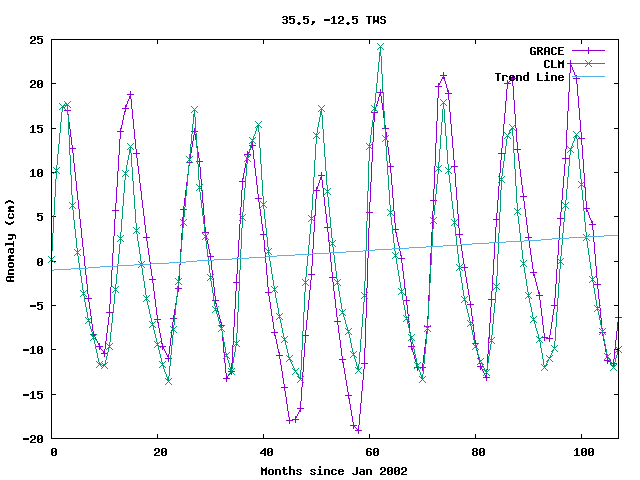 35.5, -12.5 TWS
GRACE
CLM
Trend Line
25
20
15
10
5
0
-5
-10
-15
-20
Anomaly (cm)
0 20 40 60 80 100
Months since Jan 2002